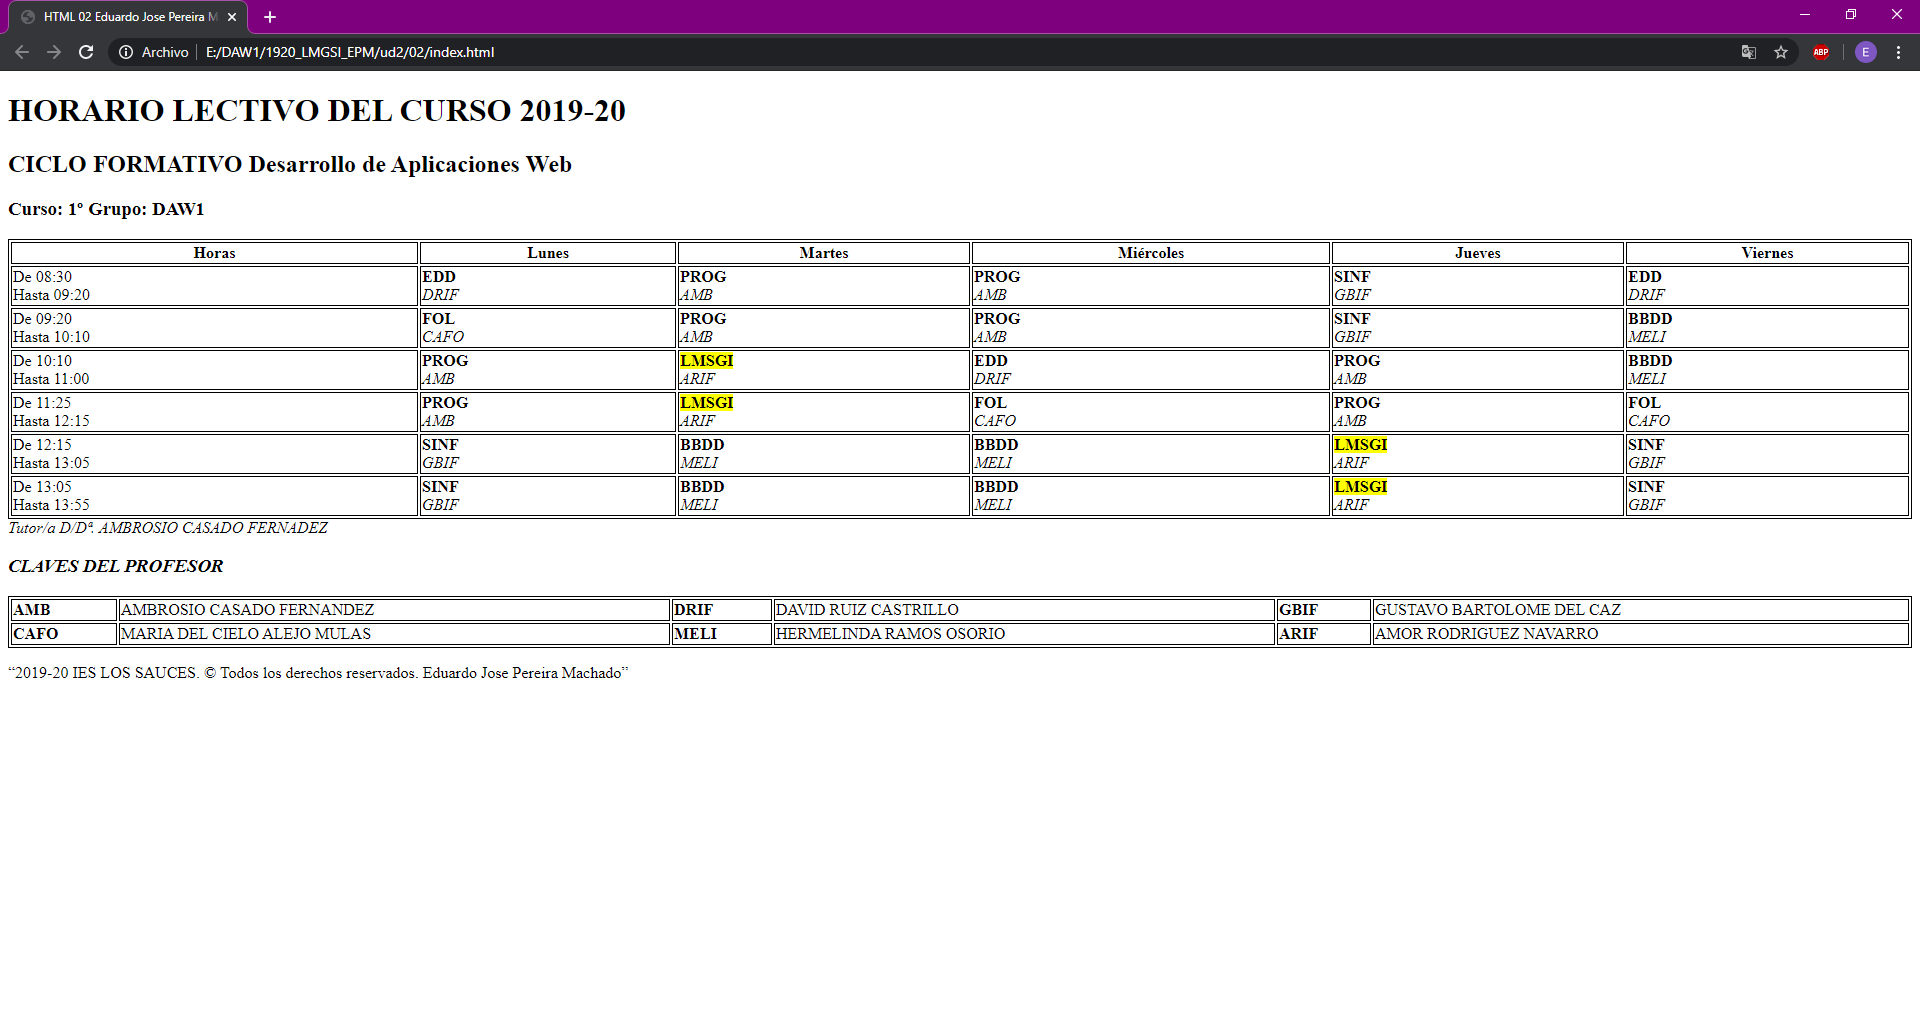 HTML 02 Eduardo Jose Pereira M
Archivo E:/DAW1/1920_LMGSI_EPM/ud2/02/index.html ABP E
HORARIO LECTIVO DEL CURSO 2019-20
CICLO FORMATIVO Desarrollo de Aplicaciones Web
Curso: 1º Grupo: DAW1
Horas Lunes Martes Miércoles Jueves Viernes
De 08:30 EDD PROG PROG SINF EDD
Hasta 09:20 DRIF AMB AMB GBIF DRIF
De 09:20 FOL PROG PROG SINF BBDD
Hasta 10:10 CAFO AMB AMB GBIF MELI
De 10:10 PROG LMSGI EDD PROG BBDD
Hasta 11:00 AMB ARIF DRIF AMB MELI
De 11:25 PROG LMSGI FOL PROG FOL
Hasta 12:15 AMB ARIF CAFO AMB CAFO
De 12:15 SINF BBDD BBDD LMSGI SINF
Hasta 13:05 GBIF MELI MELI ARIF GBIF
De 13:05 SINF BBDD BBDD LMSGI SINF
Hasta 13:55 GBIF MELI MELI ARIF GBIF
Tutor/a D/Dª. AMBROSIO CASADO FERNADEZ
CLAVES DEL PROFESOR
AMB AMBROSIO CASADO FERNANDEZ DRIF DAVID RUIZ CASTRILLO GBIF GUSTAVO BARTOLOME DEL CAZ
CAFO MARIA DEL CIELO ALEJO MULAS MELI HERMELINDA RAMOS OSORIO ARIF AMOR RODRIGUEZ NAVARRO
“2019-20 IES LOS SAUCES. © Todos los derechos reservados. Eduardo Jose Pereira Machado”